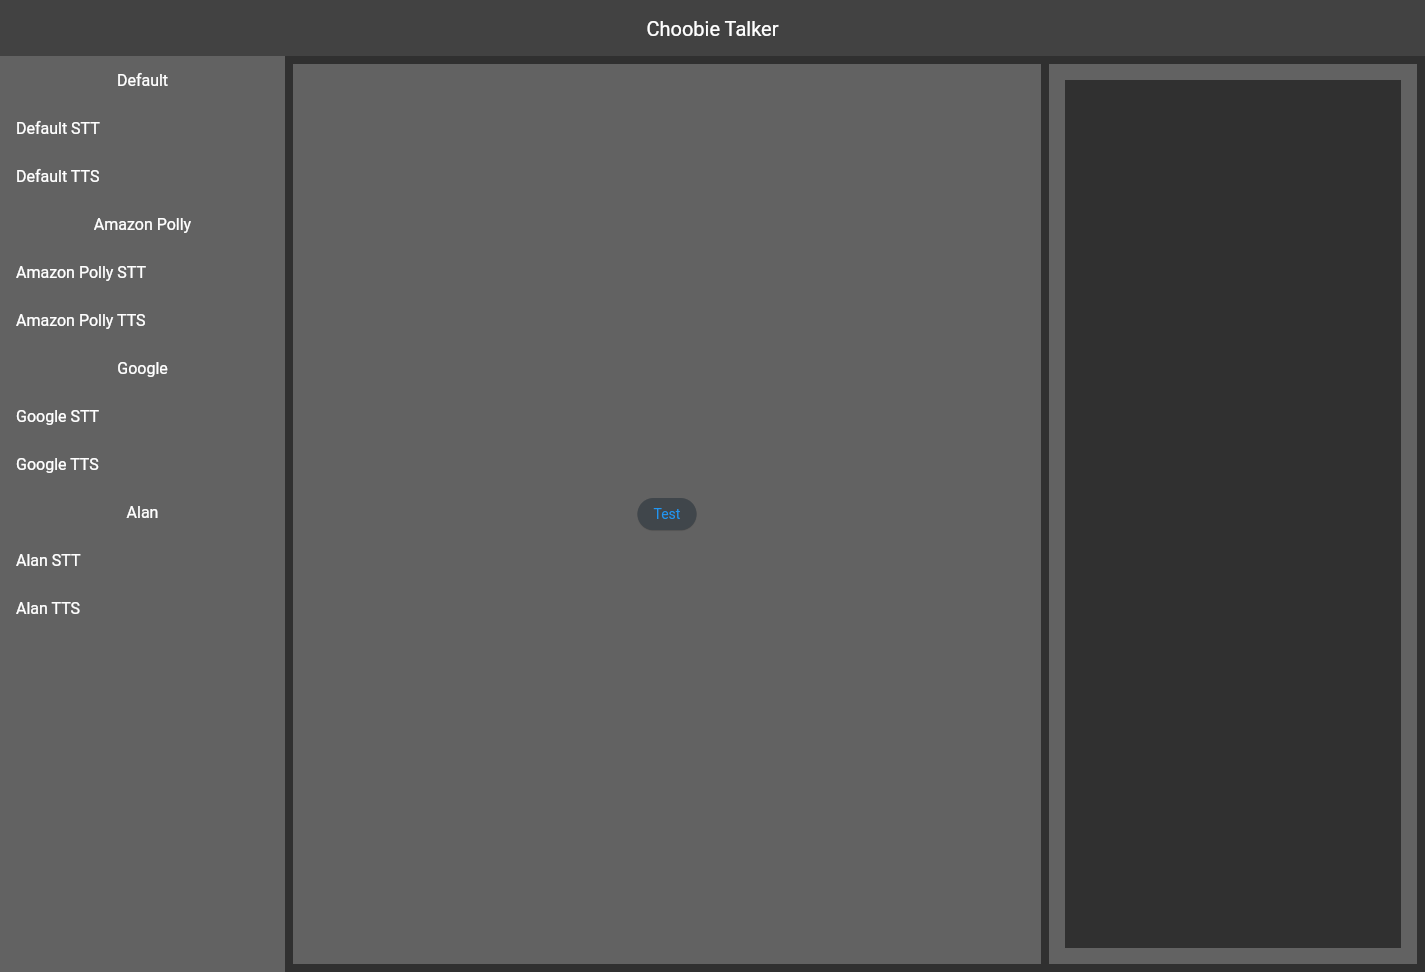 Choobie Talker
Default
Default STT
Default TTS
Amazon Polly
Amazon Polly STT
Amazon Polly TTS
Google
Google STT
Google TTS
Alan
Alan STT
Alan TTS
Test